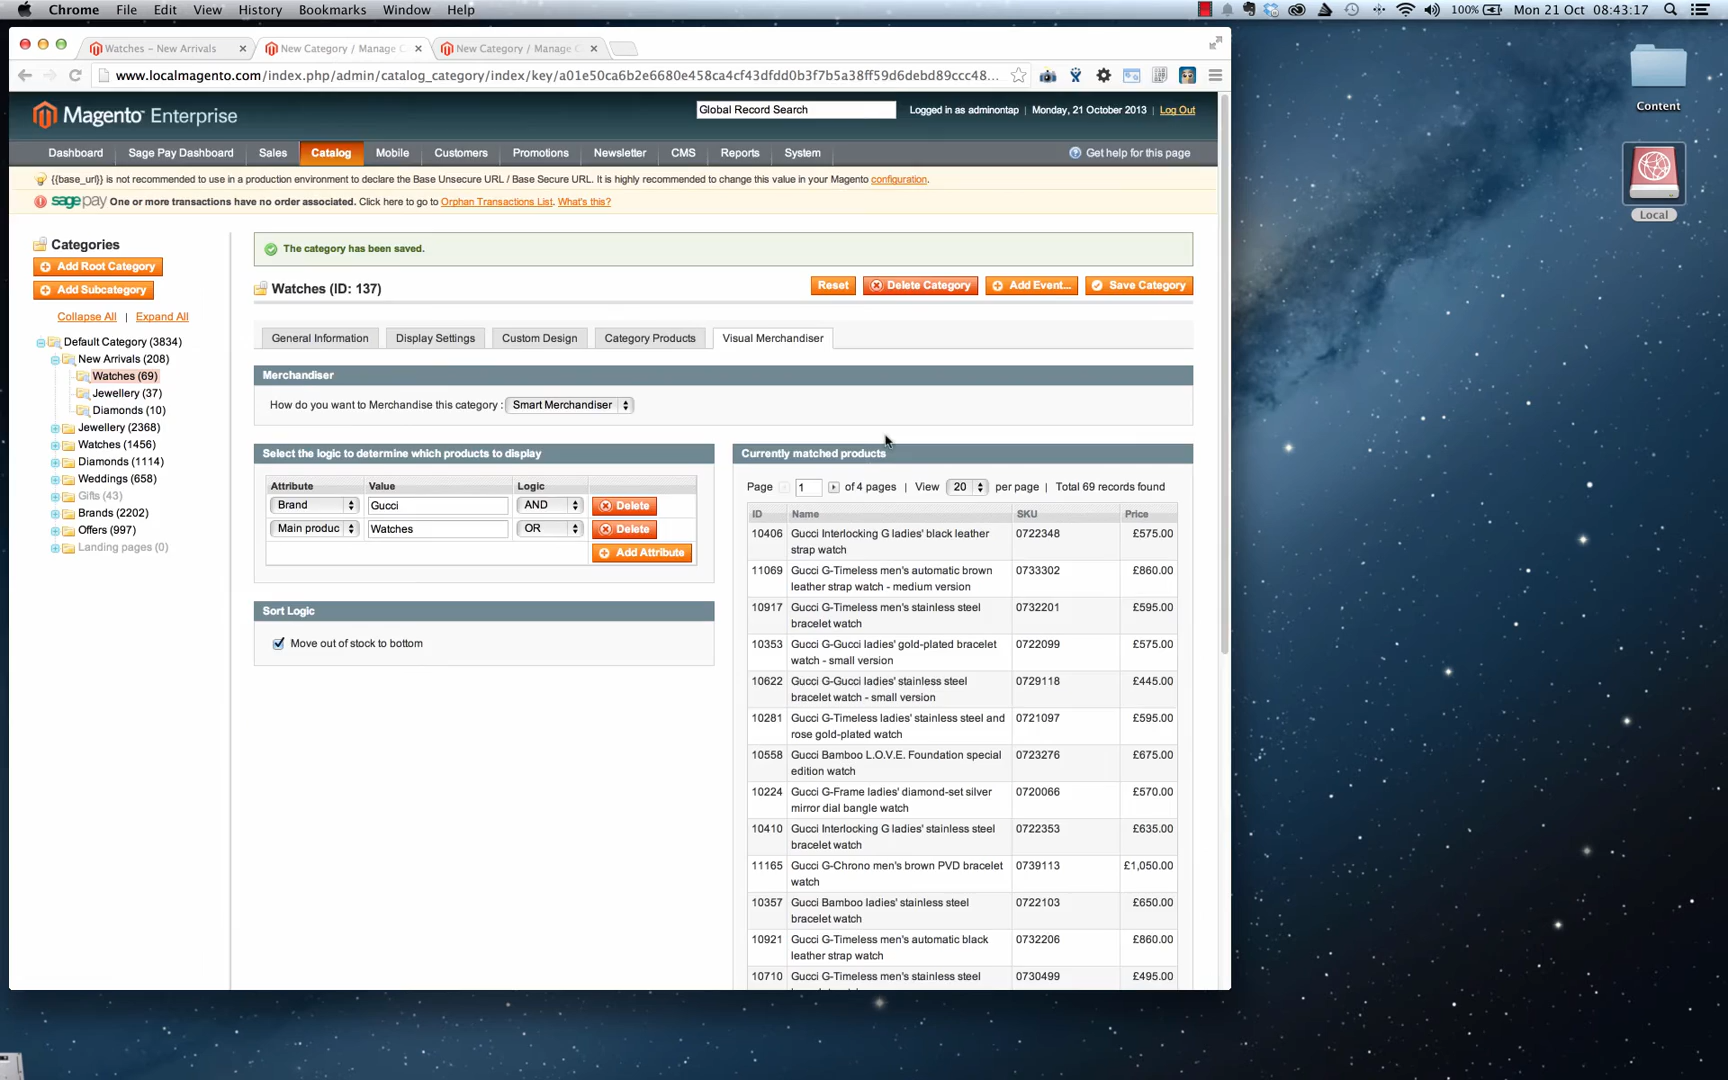 Chrome File Edit View History Bookmarks Window Help 100% Mon 21 Oct 08:43:17
Watches – New Arrivals New Category / Manage C New Category / Manage C
www.localmagento.com/index.php/admin/catalog_category/index/key/a01e50ca6b2e6680e458ca4cf43dfdd0b3f7b5a38ff59d6debd89ccc48...
Magento Enterprise Global Record Search Logged in as adminontap | Monday, 21 October 2013 | Log Out
Dashboard Sage Pay Dashboard Sales Catalog Mobile Customers Promotions Newsletter CMS Reports System Get help for this page
{{base_url}} is not recommended to use in a production environment to declare the Base Unsecure URL / Base Secure URL. It is highly recommended to change this value in your Magento configuration.
sage pay One or more transactions have no order associated. Click here to go to Orphan Transactions List. What's this?
Categories
Add Root Category
Add Subcategory
Collapse All | Expand All
Default Category (3834)
New Arrivals (208)
Watches (69)
Jewellery (37)
Diamonds (10)
Jewellery (2368)
Watches (1456)
Diamonds (1114)
Weddings (658)
Gifts (43)
Brands (2202)
Offers (997)
Landing pages (0)
The category has been saved.
Watches (ID: 137) Reset Delete Category Add Event... Save Category
General Information Display Settings Custom Design Category Products Visual Merchandiser
Merchandiser
How do you want to Merchandise this category : Smart Merchandiser
Select the logic to determine which products to display
Attribute Value Logic
Brand Gucci AND Delete
Main produc Watches OR Delete
Add Attribute
Sort Logic
Move out of stock to bottom
Currently matched products
Page 1 of 4 pages | View 20 per page | Total 69 records found
ID Name SKU Price
10406 Gucci Interlocking G ladies' black leather 0722348 £575.00
strap watch
11069 Gucci G-Timeless men's automatic brown 0733302 £860.00
leather strap watch - medium version
10917 Gucci G-Timeless men's stainless steel 0732201 £595.00
bracelet watch
10353 Gucci G-Gucci ladies' gold-plated bracelet 0722099 £575.00
watch - small version
10622 Gucci G-Gucci ladies' stainless steel 0729118 £445.00
bracelet watch - small version
10281 Gucci G-Timeless ladies' stainless steel and 0721097 £595.00
rose gold-plated watch
10558 Gucci Bamboo L.O.V.E. Foundation special 0723276 £675.00
edition watch
10224 Gucci G-Frame ladies' diamond-set silver 0720066 £570.00
mirror dial bangle watch
10410 Gucci Interlocking G ladies' stainless steel 0722353 £635.00
bracelet watch
11165 Gucci G-Chrono men's brown PVD bracelet 0739113 £1,050.00
watch
10357 Gucci Bamboo ladies' stainless steel 0722103 £650.00
bracelet watch
10921 Gucci G-Timeless men's automatic black 0732206 £860.00
leather strap watch
10710 Gucci G-Timeless men's stainless steel 0730499 £495.00
Content
Local